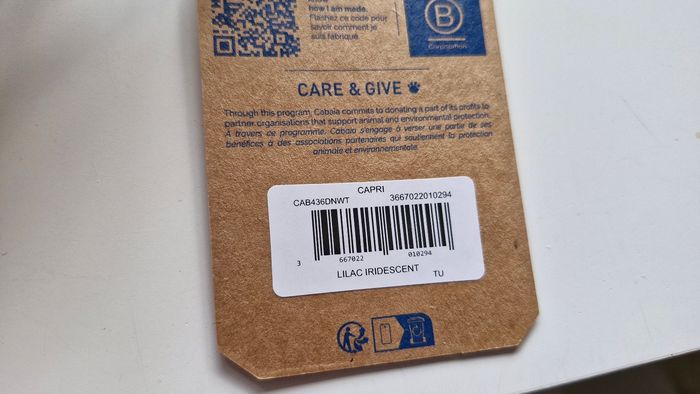 how I am made.
Flashez ce code pour
savoir comment je
suis fabriqué.
B
Corporation
CARE & GIVE
Through this program, Cabaia commits to donating a part of its profits to
partner organisations that support animal and environmental protection.
À travers ce programme, Cabaïa s'engage à verser une partie de ses
bénéfices à des associations partenaires qui soutiennent la protection
animale et environnementale.
CAPRI
CAB436DNWT 3667022010294
3 667022 010294
LILAC IRIDESCENT TU